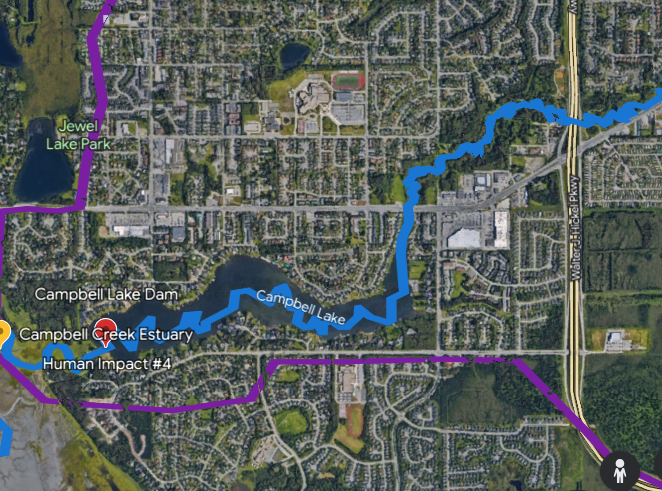 Jewel
Lake Park
Walter J Hickel Pkwy
Campbell Lake Dam
Campbell Lake
Campbell Creek Estuary
Human Impact #4